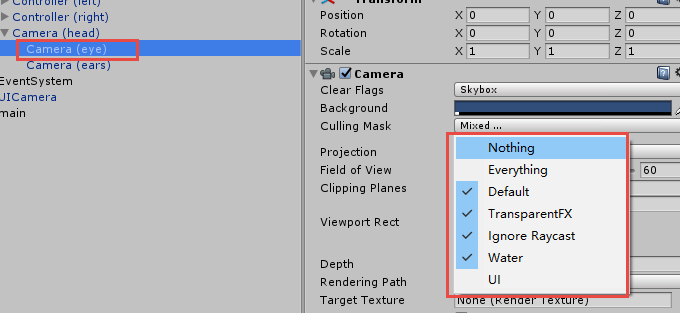 Controller (left)
Controller (right)
Camera (head)
Camera (eye)
Camera (ears)
EventSystem
UICamera
main
Transform
Position X 0 Y 0 Z 0
Rotation X 0 Y 0 Z 0
Scale X 1 Y 1 Z 1
Camera
Clear Flags Skybox
Background
Culling Mask Mixed ...
Projection
Field of View 60
Clipping Planes
Viewport Rect
Depth
Rendering Path
Target Texture None (Render Texture)
Nothing
Everything
Default
TransparentFX
Ignore Raycast
Water
UI